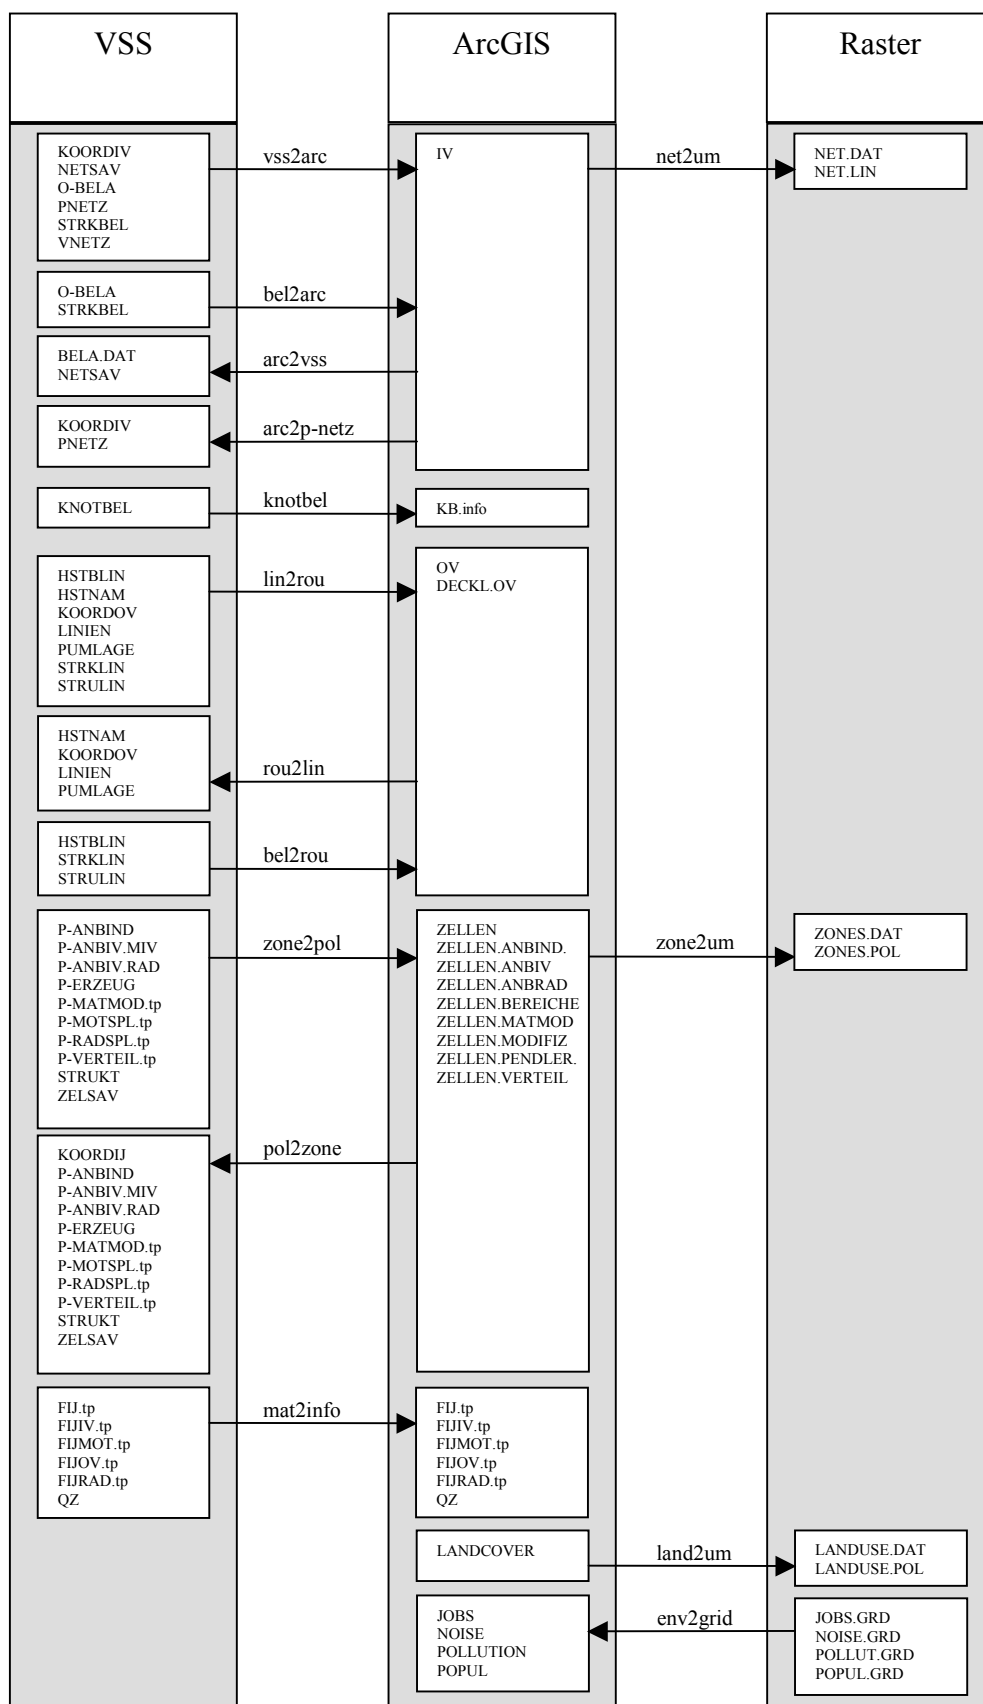 VSS
ArcGIS
Raster
KOORDIV
NETSAV
O-BELA
PNETZ
STRKBEL
VNETZ
vss2arc
IV
net2um
NET.DAT
NET.LIN
O-BELA
STRKBEL
bel2arc
BELA.DAT
NETSAV
arc2vss
KOORDIV
PNETZ
arc2p-netz
KNOTBEL
knotbel
KB.info
HSTBLIN
HSTNAM
KOORDOV
LINIEN
PUMLAGE
STRKLIN
STRULIN
lin2rou
OV
DECKL.OV
HSTNAM
KOORDOV
LINIEN
PUMLAGE
rou2lin
HSTBLIN
STRKLIN
STRULIN
bel2rou
P-ANBIND
P-ANBIV.MIV
P-ANBIV.RAD
P-ERZEUG
P-MATMOD.tp
P-MOTSPL.tp
P-RADSPL.tp
P-VERTEIL.tp
STRUKT
ZELSAV
zone2pol
ZELLEN
ZELLEN.ANBIND.
ZELLEN.ANBIV
ZELLEN.ANBRAD
ZELLEN.BEREICHE
ZELLEN.MATMOD
ZELLEN.MODIFIZ
ZELLEN.PENDLER.
ZELLEN.VERTEIL
zone2um
ZONES.DAT
ZONES.POL
KOORDIJ
P-ANBIND
P-ANBIV.MIV
P-ANBIV.RAD
P-ERZEUG
P-MATMOD.tp
P-MOTSPL.tp
P-RADSPL.tp
P-VERTEIL.tp
STRUKT
ZELSAV
pol2zone
FIJ.tp
FIJIV.tp
FIJMOT.tp
FIJOV.tp
FIJRAD.tp
QZ
mat2info
FIJ.tp
FIJIV.tp
FIJMOT.tp
FIJOV.tp
FIJRAD.tp
QZ
LANDCOVER
land2um
LANDUSE.DAT
LANDUSE.POL
JOBS
NOISE
POLLUTION
POPUL
env2grid
JOBS.GRD
NOISE.GRD
POLLUT.GRD
POPUL.GRD